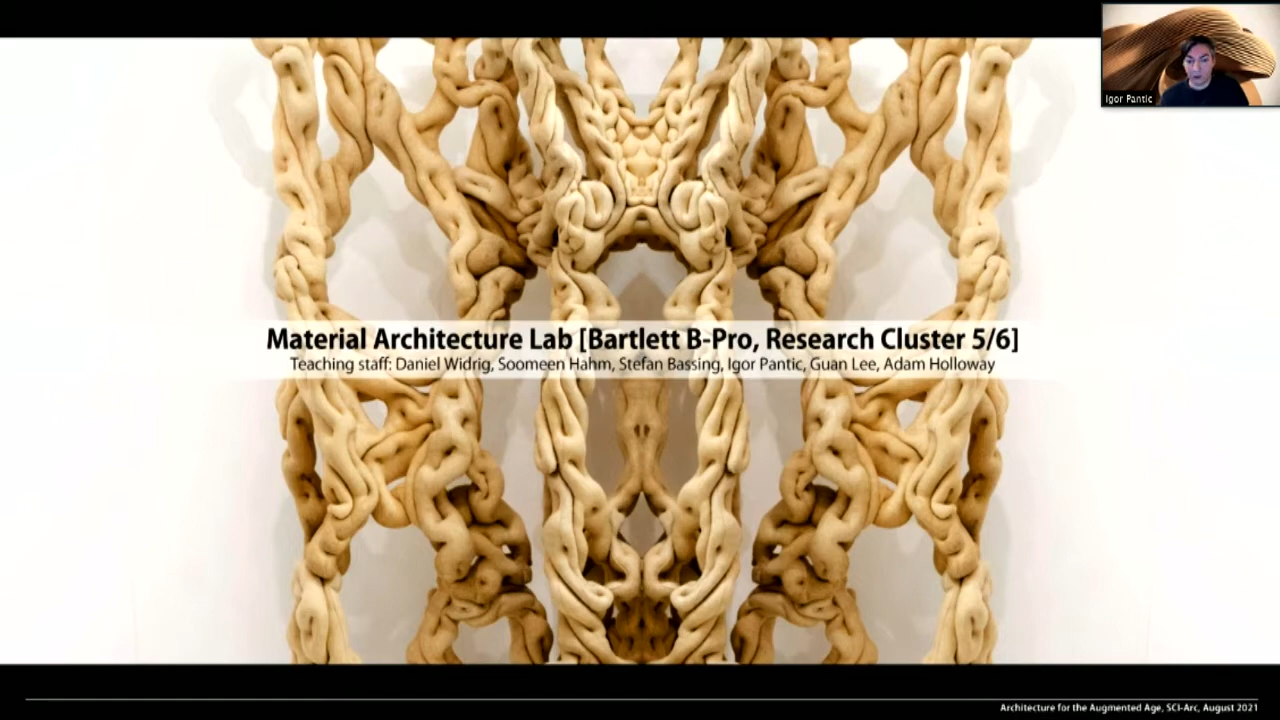 Igor Pantic
Material Architecture Lab [Bartlett B-Pro, Research Cluster 5/6]
Teaching staff: Daniel Widrig, Soomeen Hahm, Stefan Bassing, Igor Pantic, Guan Lee, Adam Holloway
Architecture for the Augmented Age, SCI-Arc, August 2021